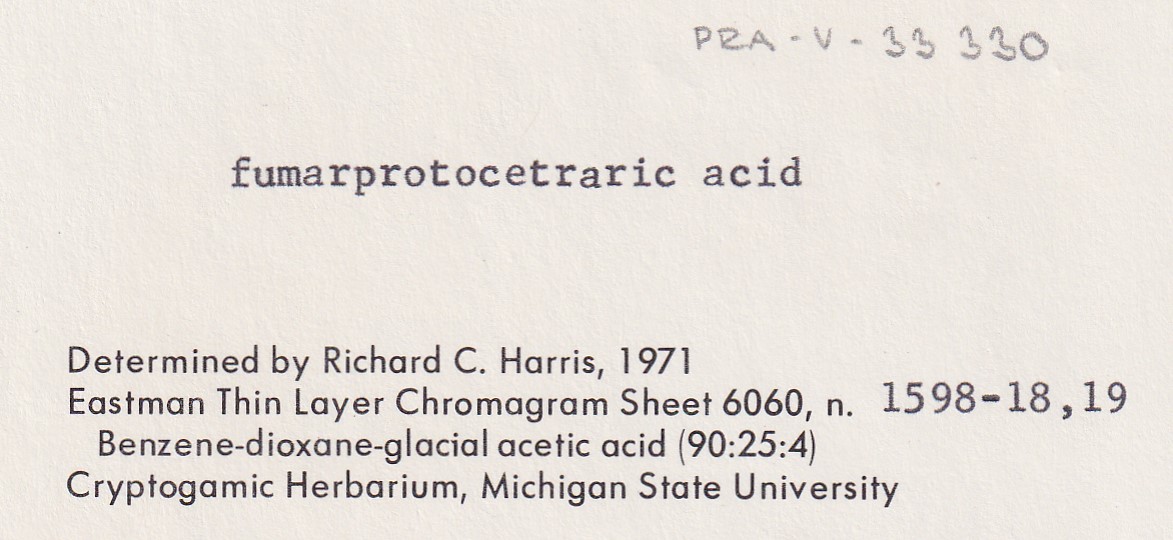 PRA-V-33 330
fumarprotocetraric acid
Determined by Richard C. Harris, 1971
Eastman Thin Layer Chromagram Sheet 6060, n. 1598-18,19
Benzene-dioxane-glacial acetic acid (90:25:4)
Cryptogamic Herbarium, Michigan State University